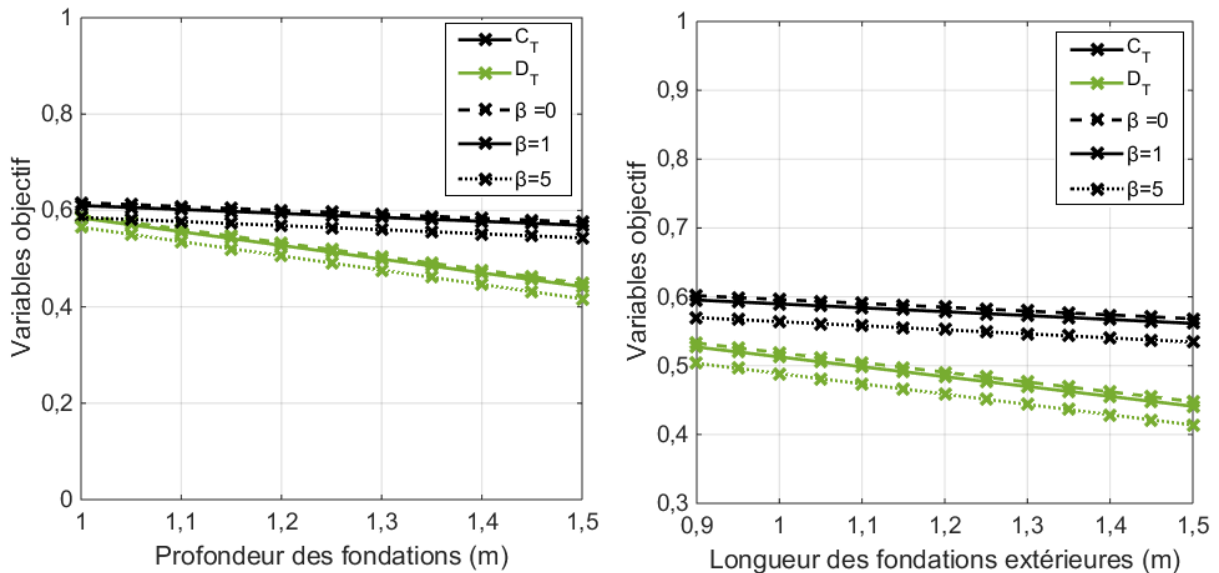 Variables objectif
1
0,8
0,6
0,4
0,2
0
1
1,1
1,2
1,3
1,4
1,5
Profondeur des fondations (m)
C_T
D_T
β =0
β=1
β=5
Variables objectif
1
0,9
0,8
0,7
0,6
0,5
0,4
0,3
0,9
1
1,1
1,2
1,3
1,4
1,5
Longueur des fondations extérieures (m)
C_T
D_T
β =0
β=1
β=5